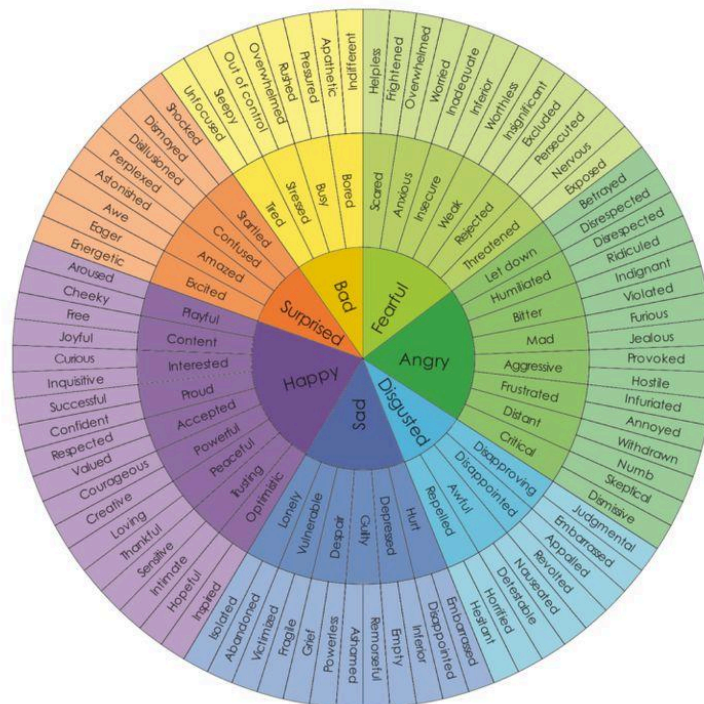 Bad
Fearful
Angry
Disgusted
Sad
Happy
Surprised
Tired
Stressed
Busy
Bored
Scared
Anxious
Insecure
Weak
Rejected
Threatened
Let down
Humiliated
Bitter
Mad
Aggressive
Frustrated
Distant
Critical
Disapproving
Disappointed
Awful
Repelled
Hurt
Depressed
Guilty
Despair
Vulnerable
Lonely
Optimistic
Trusting
Peaceful
Powerful
Accepted
Proud
Interested
Content
Playful
Excited
Amazed
Confused
Startled
Unfocused
Sleepy
Out of control
Overwhelmed
Rushed
Pressured
Apathetic
Indifferent
Helpless
Frightened
Overwhelmed
Worried
Inadequate
Inferior
Worthless
Insignificant
Excluded
Persecuted
Nervous
Exposed
Betrayed
Disrespected
Disrespected
Ridiculed
Indignant
Violated
Furious
Jealous
Provoked
Hostile
Infuriated
Annoyed
Withdrawn
Numb
Skeptical
Dismissive
Judgmental
Embarrassed
Appalled
Revolted
Nauseated
Detestable
Horrified
Hesitant
Embarrassed
Disappointed
Inferior
Empty
Remorseful
Ashamed
Powerless
Grief
Fragile
Victimized
Abandoned
Isolated
Inspired
Hopeful
Intimate
Sensitive
Thankful
Loving
Creative
Courageous
Valued
Respected
Confident
Successful
Inquisitive
Curious
Joyful
Free
Cheeky
Aroused
Energetic
Eager
Awe
Astonished
Perplexed
Disillusioned
Dismayed
Shocked